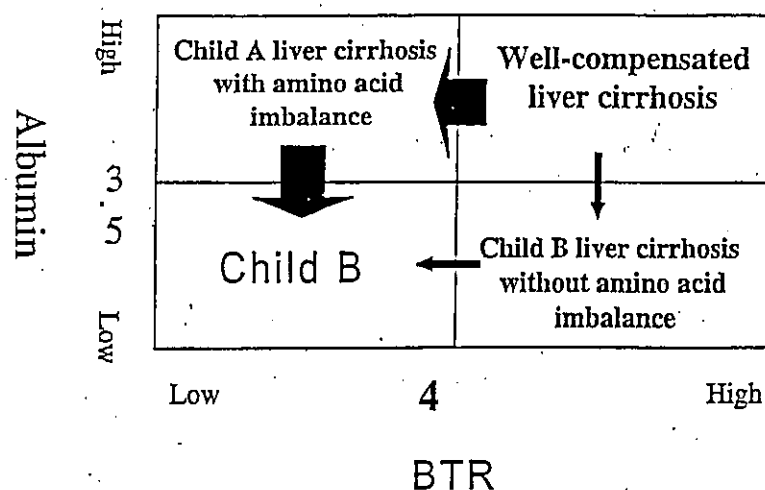 High
Child A liver cirrhosis
with amino acid
imbalance
Well-compensated
liver cirrhosis
Albumin
3.5
Child B
Child B liver cirrhosis
without amino acid
imbalance
Low
Low
4
High
BTR